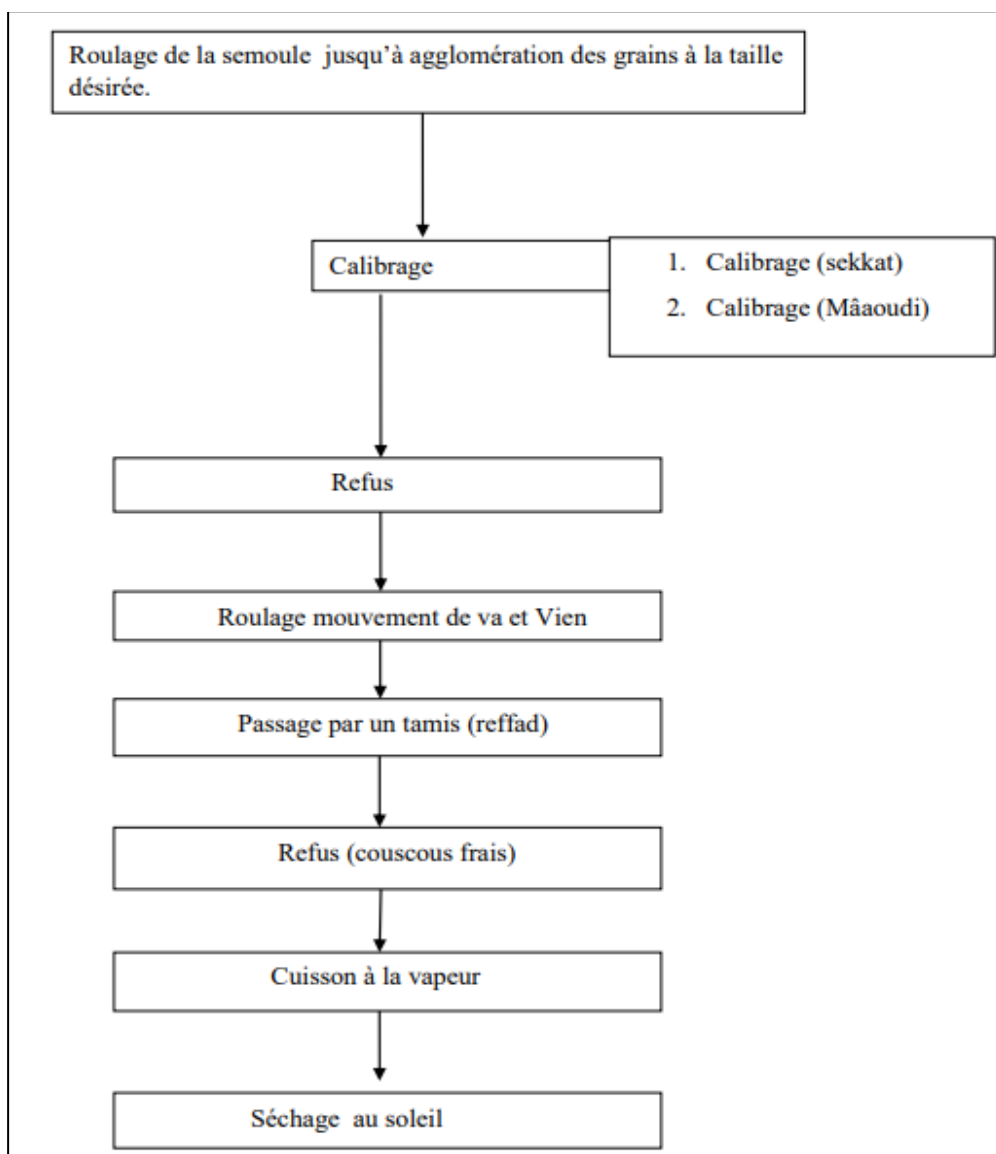 Roulage de la semoule jusqu’à agglomération des grains à la taille
désirée.
Calibrage
1. Calibrage (sekkat)
2. Calibrage (Mâaoudi)
Refus
Roulage mouvement de va et Vien
Passage par un tamis (reffad)
Refus (couscous frais)
Cuisson à la vapeur
Séchage au soleil